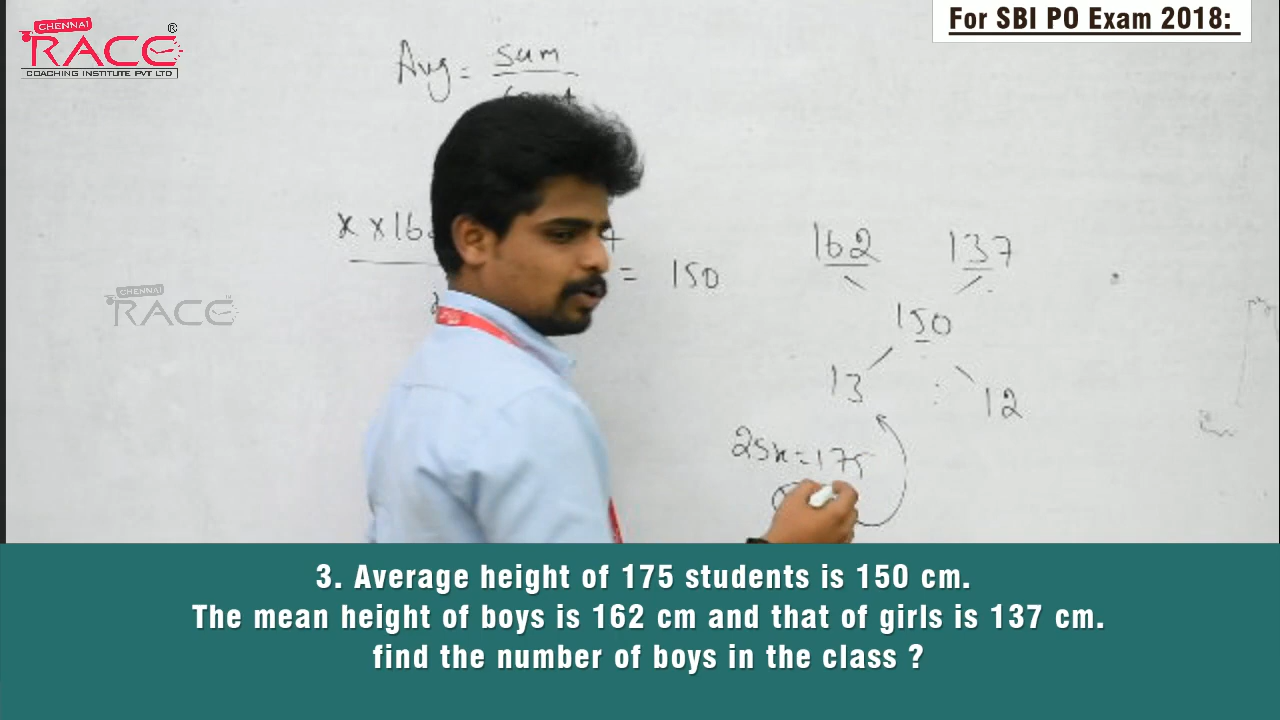 CHENNAI
RACE ®
COACHING INSTITUTE PVT LTD
For SBI PO Exam 2018:
Avg = sum
x x 16
= 150
162 137
150
13 : 12
25x = 175
CHENNAI
RACE
3. Average height of 175 students is 150 cm.
The mean height of boys is 162 cm and that of girls is 137 cm.
find the number of boys in the class ?